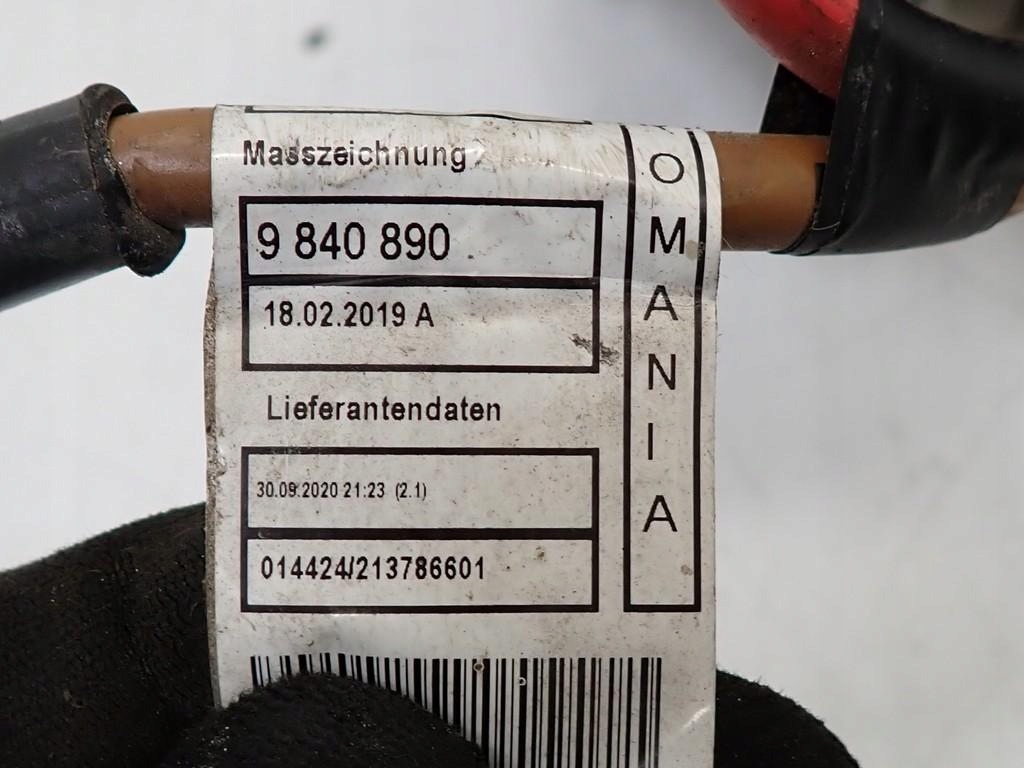 Masszeichnung
9 840 890
18.02.2019 A
Lieferantendaten
30.09.2020 21:23 (2.1)
014424/213786601
OMANIA